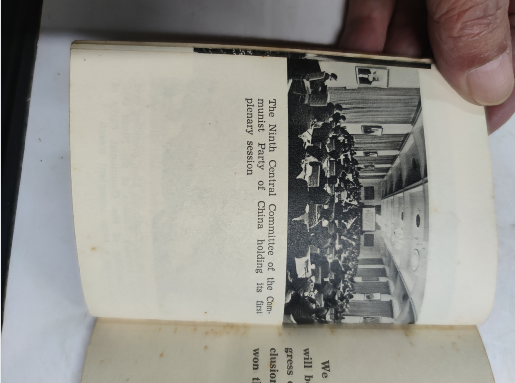 The Ninth Central Committee of the Com-
munist Party of China holding its first
plenary session
We
will b
gress
clusion
won t